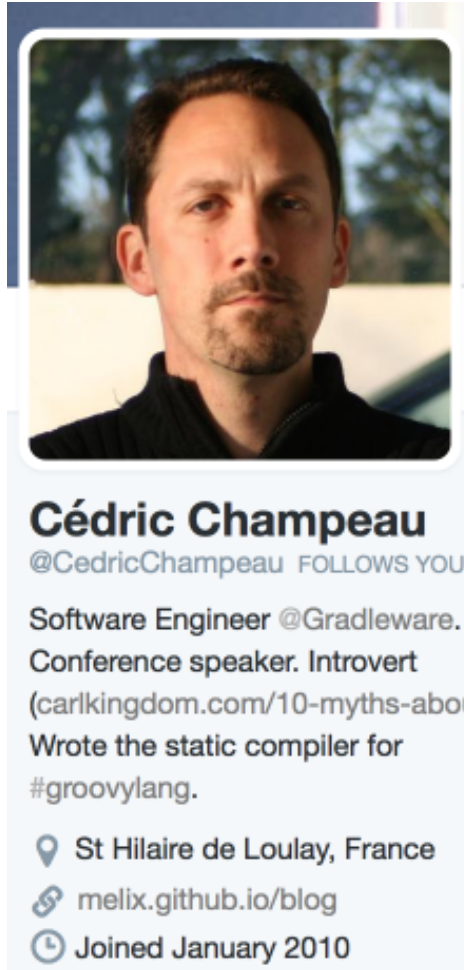 Cédric Champeau
@CedricChampeau FOLLOWS YOU
Software Engineer @Gradleware.
Conference speaker. Introvert
(carlkingdom.com/10-myths-abou
Wrote the static compiler for
#groovylang.
St Hilaire de Loulay, France
melix.github.io/blog
Joined January 2010